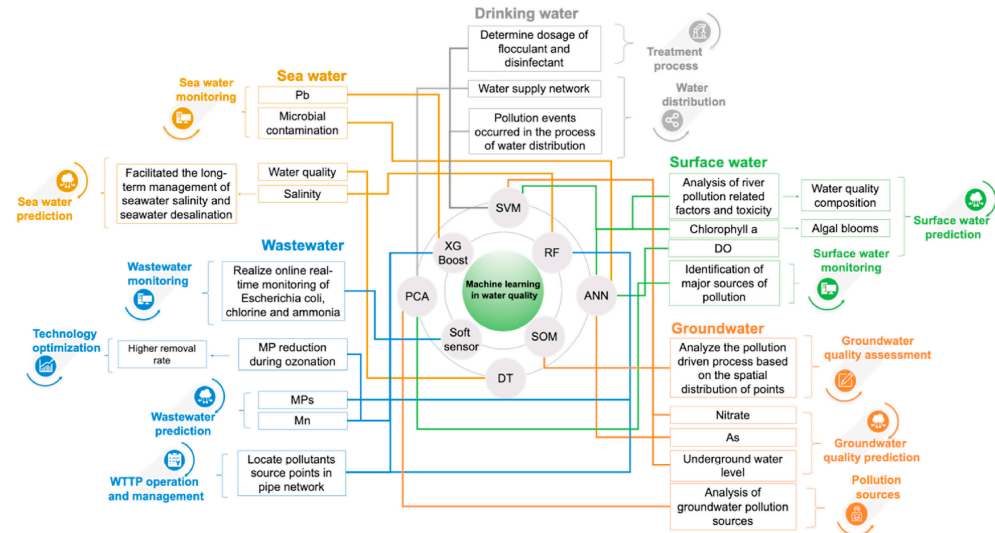 Drinking water
Determine dosage of
flocculant and
disinfectant
Treatment
process
Water supply network
Water
distribution
Pollution events
occurred in the process
of water distribution
Sea water
Sea water
monitoring
Pb
Microbial
contamination
Water quality
Salinity
Facilitated the long-
term management of
seawater salinity and
seawater desalination
Sea water
prediction
Surface water
Analysis of river
pollution related
factors and toxicity
Water quality
composition
Chlorophyll a
Algal blooms
Surface water
prediction
DO
Identification of
major sources of
pollution
Surface water
monitoring
Wastewater
Wastewater
monitoring
Realize online real-
time monitoring of
Escherichia coli,
chlorine and ammonia
Technology
optimization
Higher removal
rate
MP reduction
during ozonation
MPs
Mn
Wastewater
prediction
Locate pollutants
source points in
pipe network
WTTP operation
and management
SVM
XG
Boost
RF
PCA
Machine learning
in water quality
ANN
Soft
sensor
SOM
DT
Groundwater
Analyze the pollution
driven process based
on the spatial
distribution of points
Groundwater
quality assessment
Nitrate
As
Underground water
level
Groundwater
quality prediction
Analysis of
groundwater pollution
sources
Pollution
sources